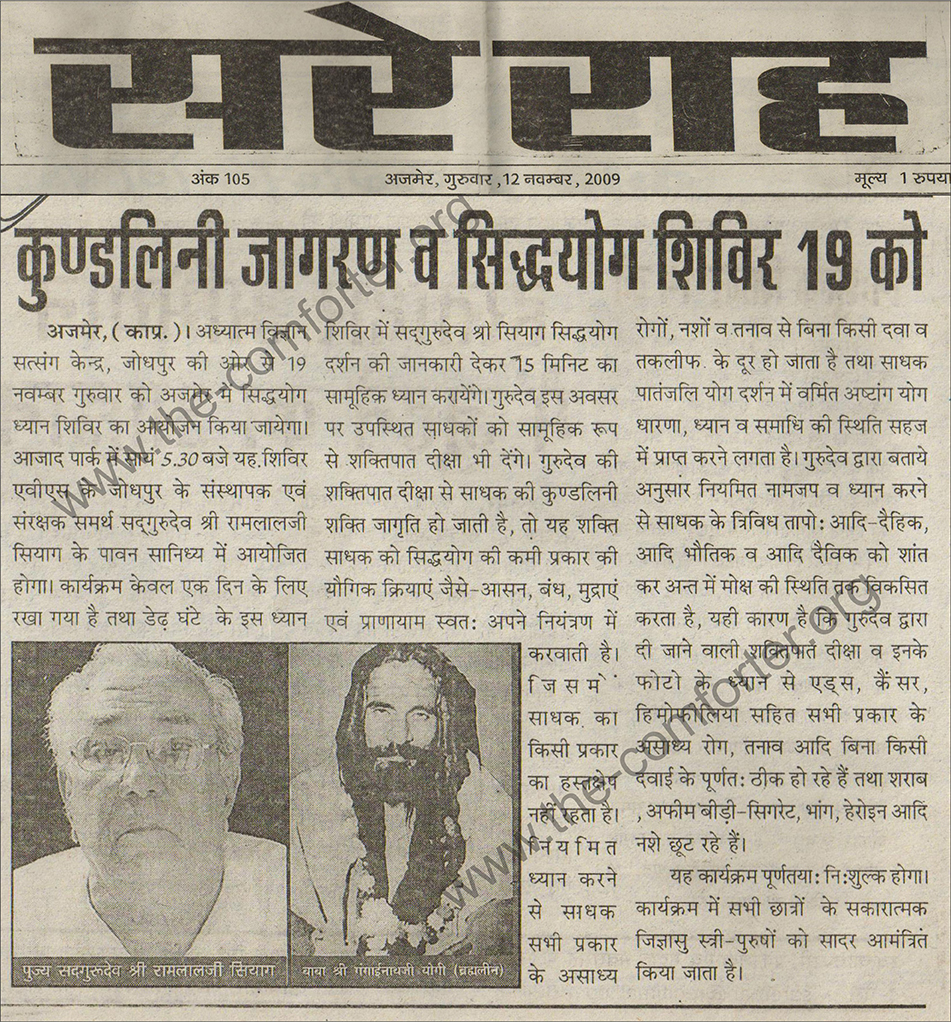 सरे राह
अंक 105
अजमेर, गुरुवार ,12 नवम्बर, 2009
मूल्य 1 रुपया
कुण्डलिनी जागरण व सिद्धयोग शिविर 19 को
अजमेर, ( काप्र. )। अध्यात्म विज्ञान
सत्संग केन्द्र, जोधपुर की ओर से 19
नवम्बर गुरुवार को अजमेर में सिद्धयोग
ध्यान शिविर का आयोजन किया जायेगा।
आजाद पार्क में सायं 5.30 बजे यह.शिविर
एवीएस के जोधपुर के संस्थापक एवं
संरक्षक समर्थ सद्गुरुदेव श्री रामलालजी
सियाग के पावन सानिध्य में आयोजित
होगा। कार्यक्रम केवल एक दिन के लिए
रखा गया है तथा डेढ़ घंटे के इस ध्यान
शिविर में सद्गुरुदेव श्री सियाग सिद्धयोग
दर्शन की जानकारी देकर 15 मिनिट का
सामूहिक ध्यान करायेंगे। गुरुदेव इस अवसर
पर उपस्थित साधकों को सामूहिक रूप
से शक्तिपात दीक्षा भी देंगे। गुरुदेव की
शक्तिपात दीक्षा से साधक की कुण्डलिनी
शक्ति जागृति हो जाती है, तो यह शक्ति
साधक को सिद्धयोग की कमी प्रकार की
यौगिक क्रियाएं जैसे-आसन, बंध, मुद्राएं
एवं प्राणायाम स्वत: अपने नियंत्रण में
करवाती है।
जिसमें
साधक का
किसी प्रकार
का हस्तक्षेप
नहीं रहता है।
नियमित
ध्यान करने
से साधक
सभी प्रकार
के असाध्य
रोगों, नशों व तनाव से बिना किसी दवा व
तकलीफ. के दूर हो जाता है तथा साधक
पातंजलि योग दर्शन में वर्मित अष्टांग योग
धारणा, ध्यान व समाधि की स्थिति सहज
में प्राप्त करने लगता है। गुरुदेव द्वारा बताये
अनुसार नियमित नामजप व ध्यान करने
से साधक के त्रिविध तापो: आदि-दैहिक,
आदि भौतिक व आदि दैविक को शांत
कर अन्त में मोक्ष की स्थिति तक विकसित
करता है, यही कारण है कि गुरुदेव द्वारा
दी जाने वाली शक्तिपात दीक्षा व इनके
फोटो के ध्यान से एड्स, कैंसर,
हिमोफीलिया सहित सभी प्रकार के
असाध्य रोग, तनाव आदि बिना किसी
दवाई के पूर्णत: ठीक हो रहे हैं तथा शराब
, अफीम बीड़ी-सिगरेट, भांग, हेरोइन आदि
नशे छूट रहे हैं।
यह कार्यक्रम पूर्णतया: नि:शुल्क होगा।
कार्यक्रम में सभी छात्रों के सकारात्मक
जिज्ञासु स्त्री-पुरुषों को सादर आमंत्रित
किया जाता है।
पुज्य सदगुरूदेव श्री रामलालजी सियाग
बाबा श्री गंगाईनाथजी योगी (ब्रह्मलीन)
www.the-comforter.org
www.the-comforter.org